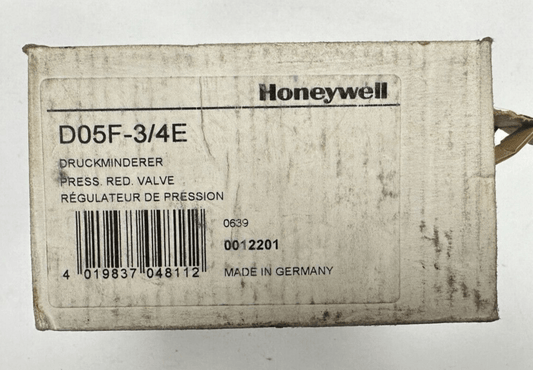 Honeywell
D05F-3/4E
DRUCKMINDERER
PRESS. RED. VALVE
RÉGULATEUR DE PRESSION
0639
0012201
4 019837 048112
MADE IN GERMANY